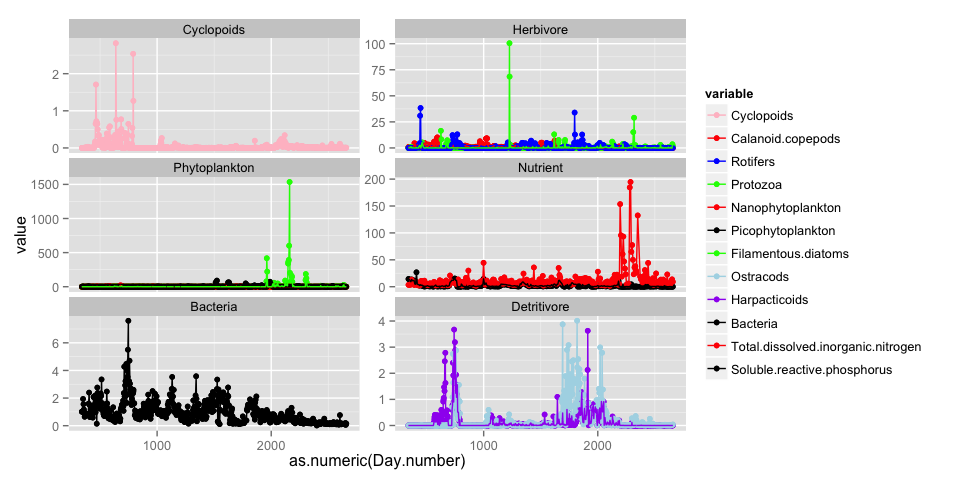 Cyclopoids
Herbivore
2
1
0
100
75
50
25
0
Phytoplankton
Nutrient
1500
1000
500
0
200
150
100
50
0
Bacteria
Detritivore
6
4
2
0
4
3
2
1
0
1000
2000
1000
2000
value
as.numeric(Day.number)
variable
Cyclopoids
Calanoid.copepods
Rotifers
Protozoa
Nanophytoplankton
Picophytoplankton
Filamentous.diatoms
Ostracods
Harpacticoids
Bacteria
Total.dissolved.inorganic.nitrogen
Soluble.reactive.phosphorus